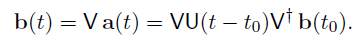 b(t) = V a(t) = VU(t − t₀)V† b(t₀).